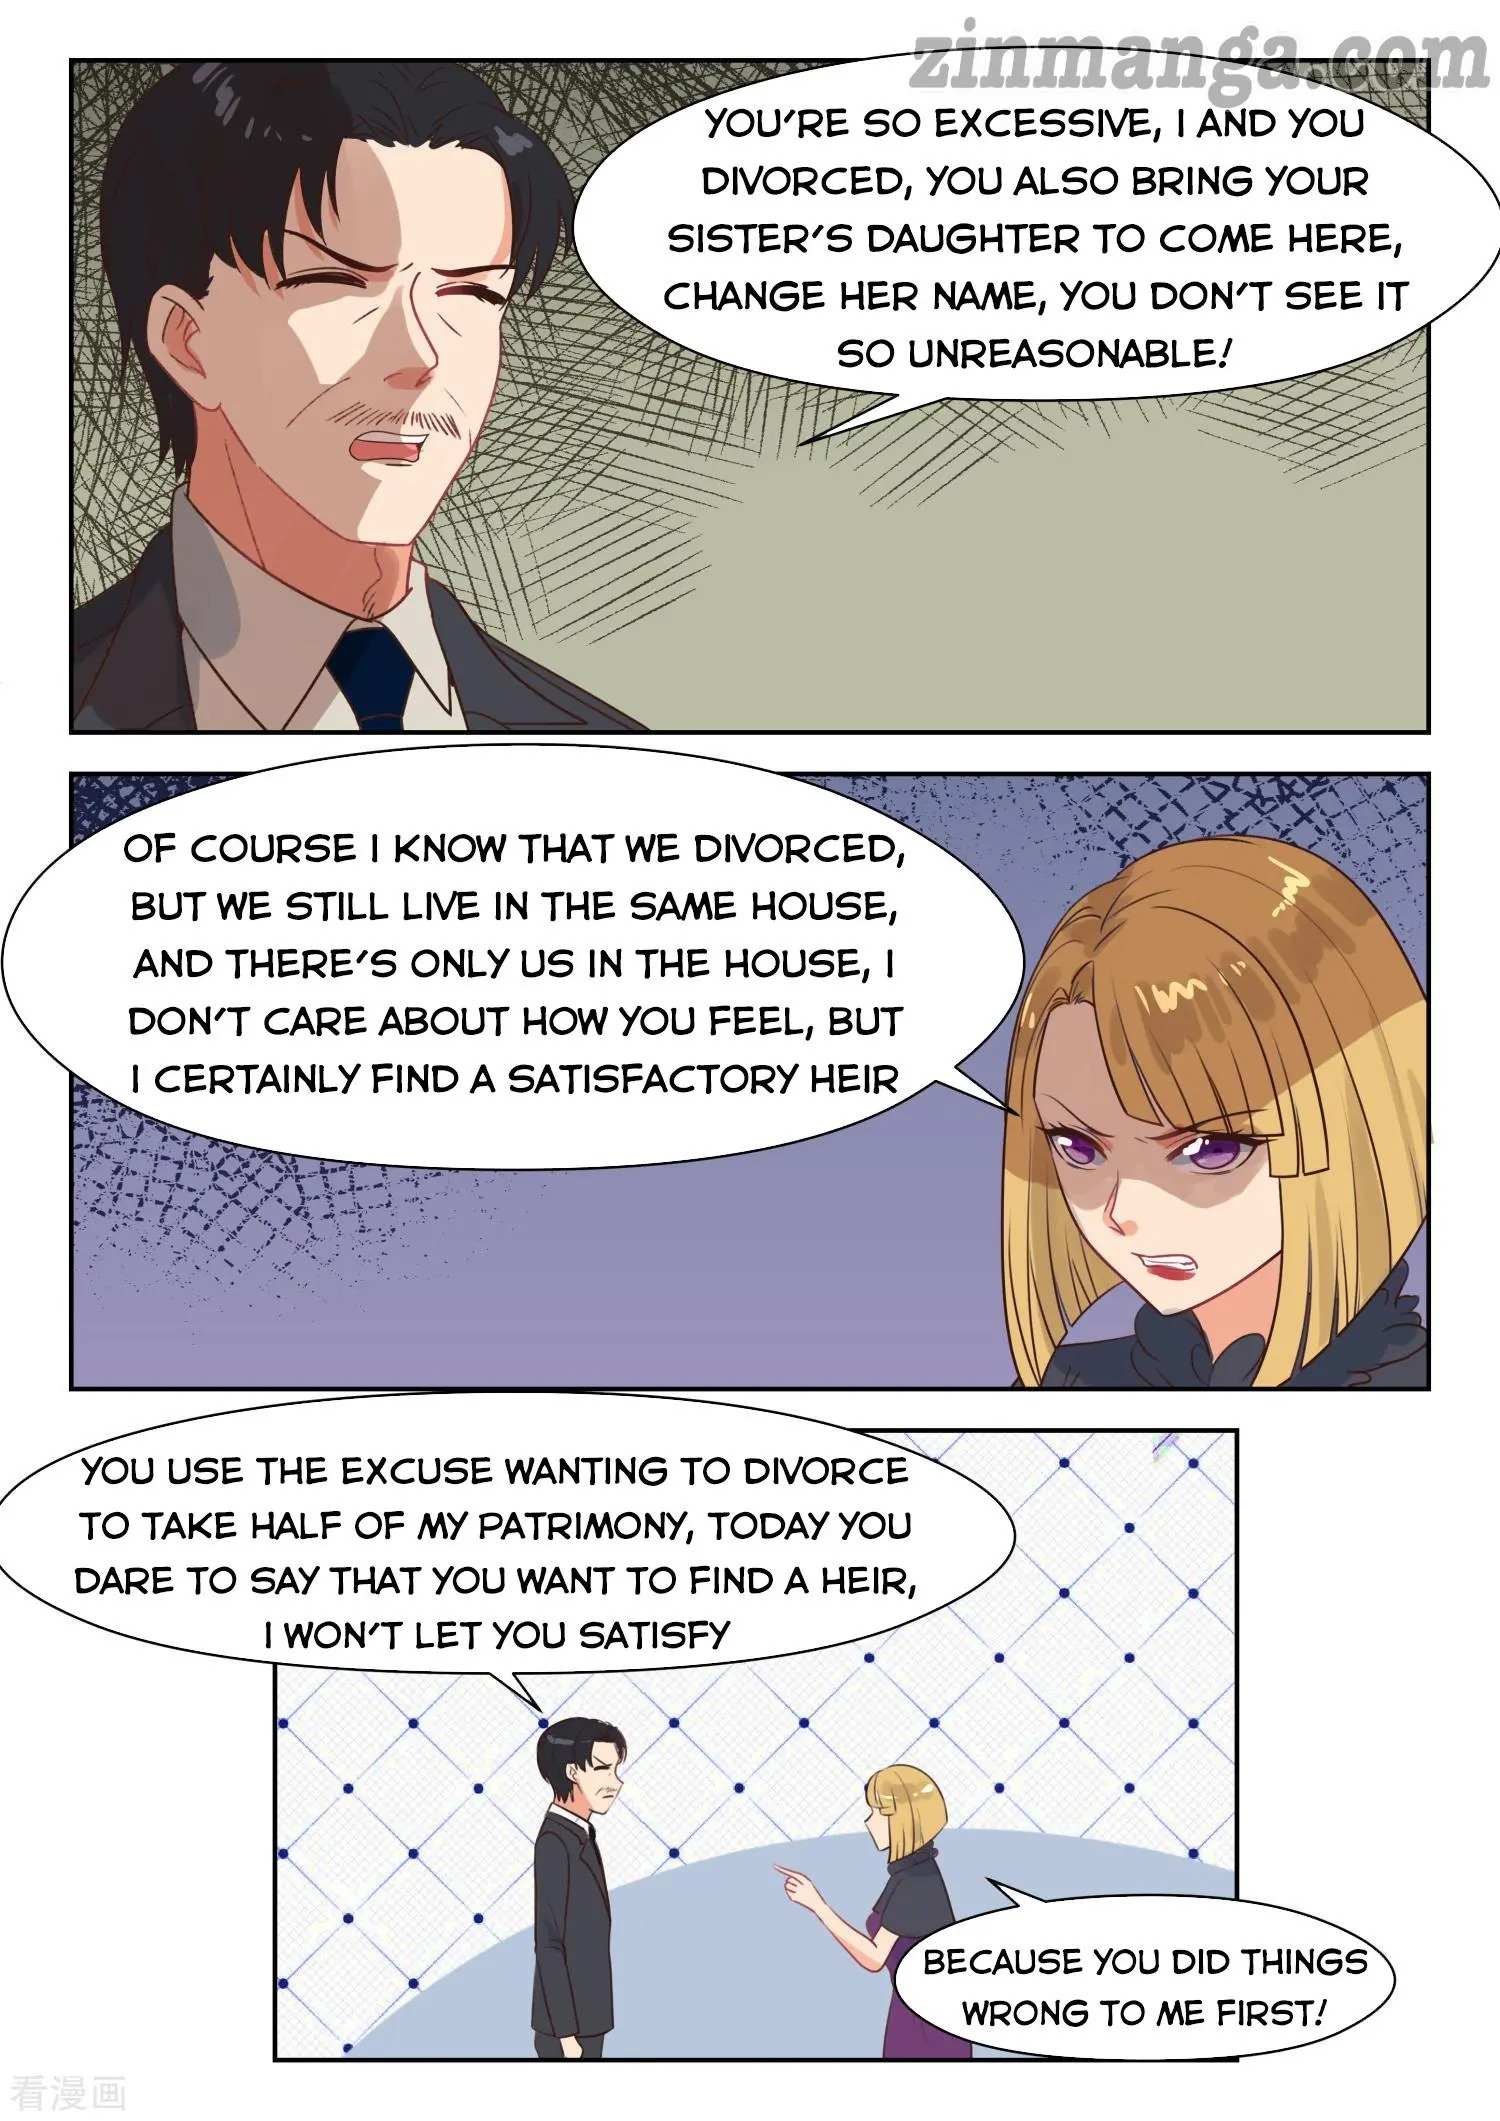 zinmanga.com
YOU'RE SO EXCESSIVE, I AND YOU
DIVORCED, YOU ALSO BRING YOUR
SISTER'S DAUGHTER TO COME HERE,
CHANGE HER NAME, YOU DON'T SEE IT
SO UNREASONABLE!
OF COURSE I KNOW THAT WE DIVORCED,
BUT WE STILL LIVE IN THE SAME HOUSE,
AND THERE'S ONLY US IN THE HOUSE, I
DON'T CARE ABOUT HOW YOU FEEL, BUT
I CERTAINLY FIND A SATISFACTORY HEIR
YOU USE THE EXCUSE WANTING TO DIVORCE
TO TAKE HALF OF MY PATRIMONY, TODAY YOU
DARE TO SAY THAT YOU WANT TO FIND A HEIR,
I WON'T LET YOU SATISFY
BECAUSE YOU DID THINGS
WRONG TO ME FIRST!
看漫画